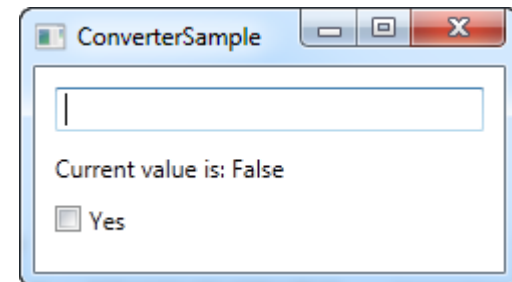 ConverterSample
Current value is: False
Yes